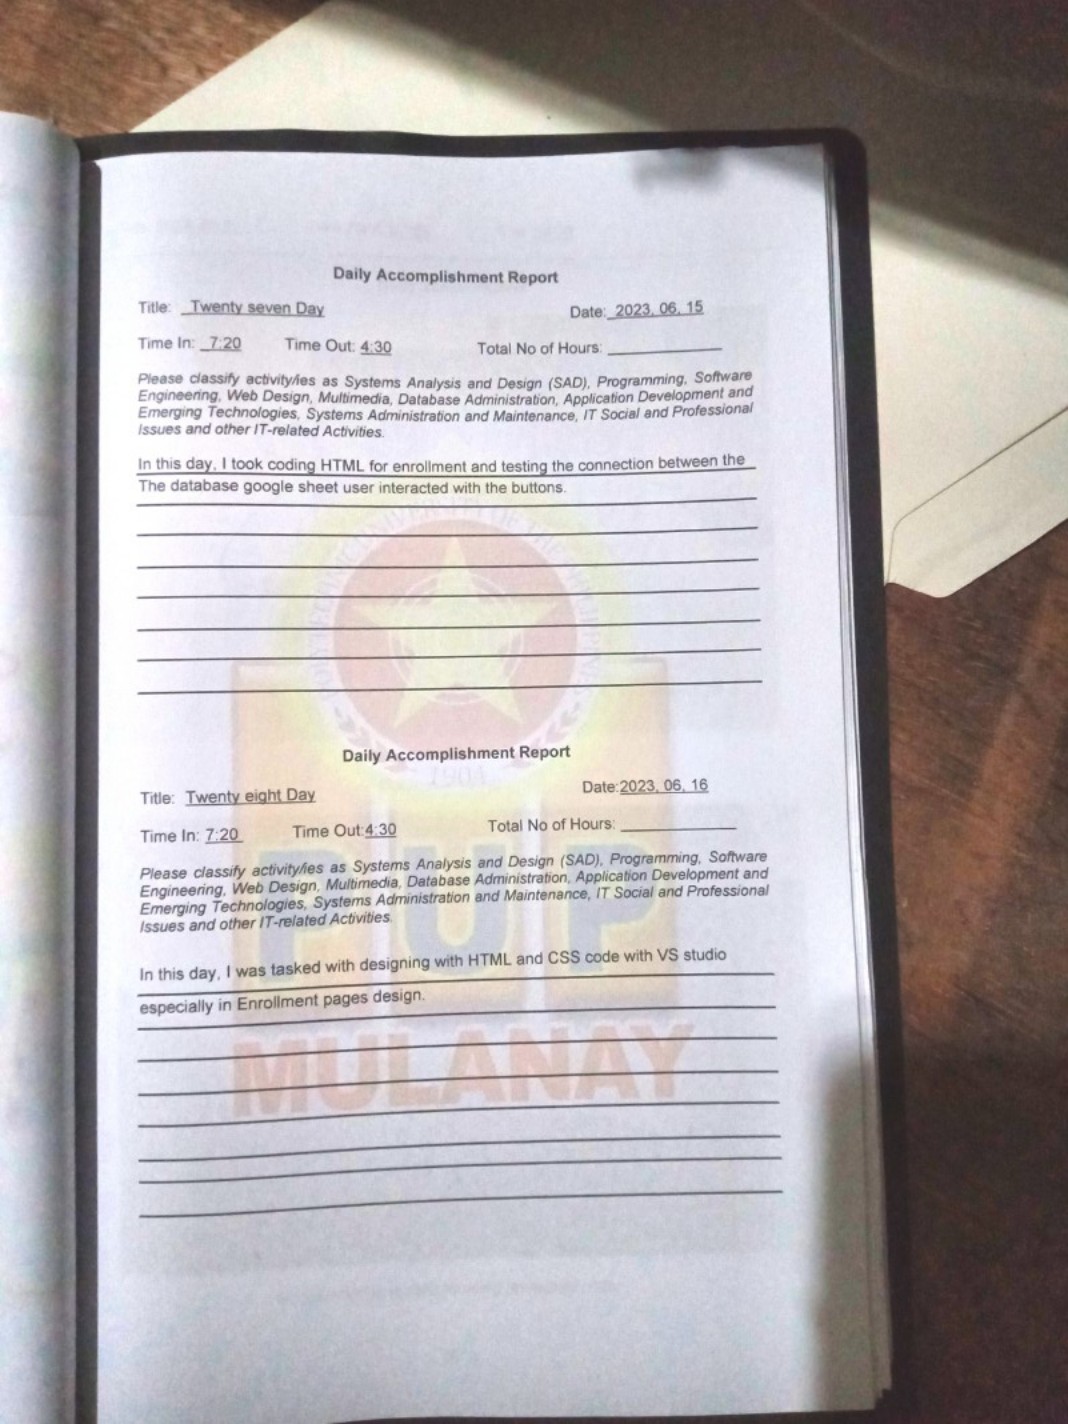 Daily Accomplishment Report
Title: Twenty seven Day Date: 2023, 06, 15
Time In: 7:20 Time Out: 4:30 Total No of Hours:
Please classify activity/ies as Systems Analysis and Design (SAD), Programming, Software
Engineering, Web Design, Multimedia, Database Administration, Application Development and
Emerging Technologies, Systems Administration and Maintenance, IT Social and Professional
Issues and other IT-related Activities.
In this day, I took coding HTML for enrollment and testing the connection between the
The database google sheet user interacted with the buttons.
Daily Accomplishment Report
1904
Title: Twenty eight Day Date:2023, 06, 16
Time In: 7:20 Time Out:4:30 Total No of Hours:
Please classify activity/ies as Systems Analysis and Design (SAD), Programming, Software
Engineering, Web Design, Multimedia, Database Administration, Application Development and
Emerging Technologies, Systems Administration and Maintenance, IT Social and Professional
Issues and other IT-related Activities.
PUP
In this day, I was tasked with designing with HTML and CSS code with VS studio
especially in Enrollment pages design.
MULANAY